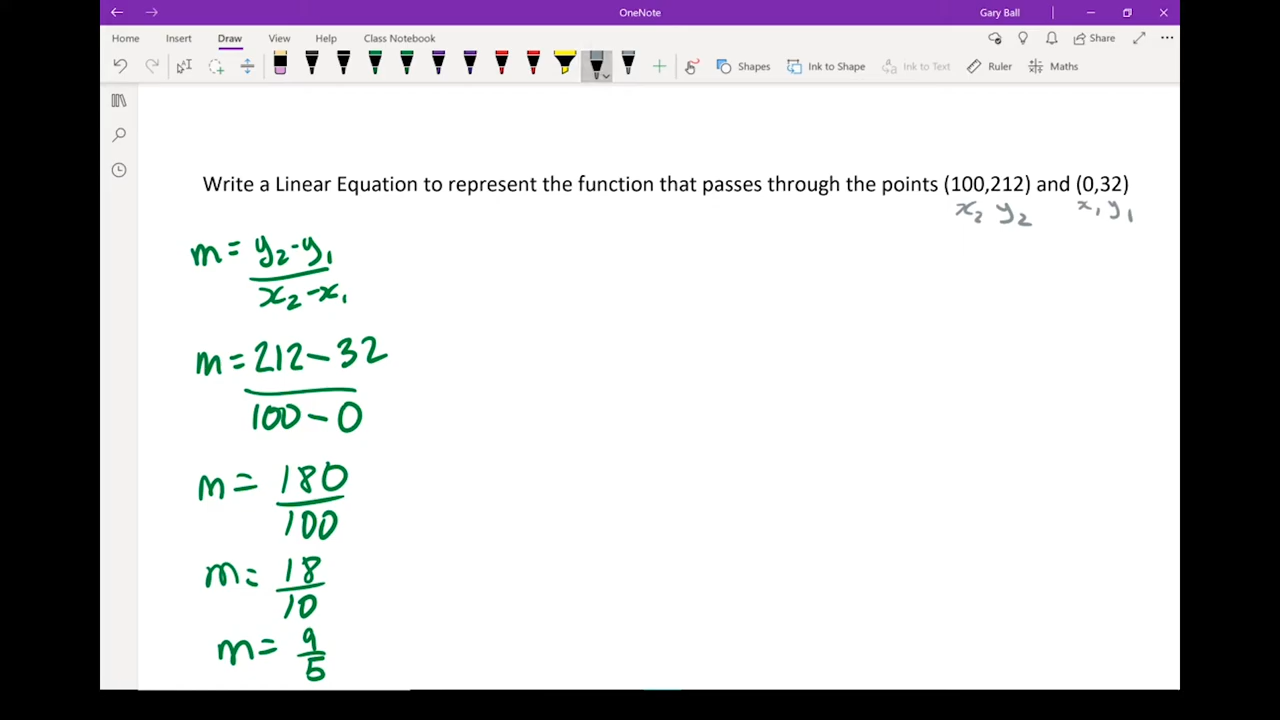 OneNote
Gary Ball
Home Insert Draw View Help Class Notebook
Share
Shapes Ink to Shape Ink to Text Ruler Maths
Write a Linear Equation to represent the function that passes through the points (100,212) and (0,32)
x₂ y₂ x₁ y₁
m = y₂-y₁
x₂-x₁
m = 212 - 32
100 - 0
m = 180
100
m = 18
10
m = 9
5